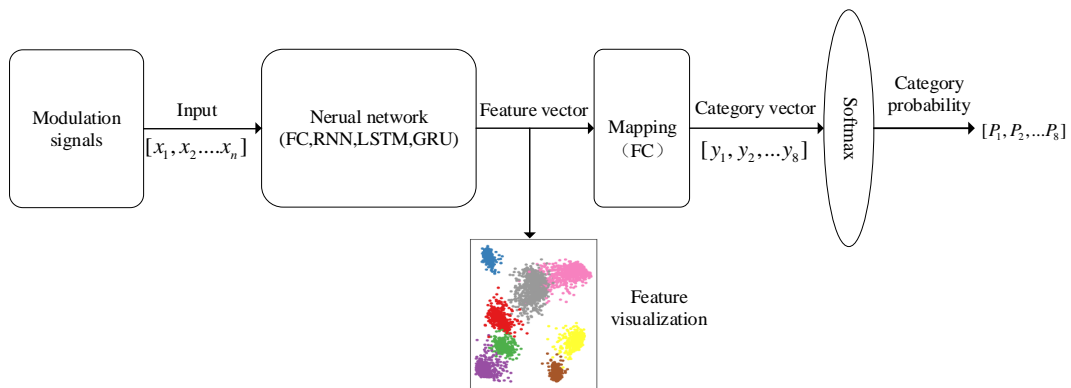 Modulation
signals
Input
[x₁, x₂....xₙ]
Nerual network
(FC,RNN,LSTM,GRU)
Feature vector
Mapping
（FC）
Category vector
[y₁, y₂,...y₈]
Softmax
Category
probability
[P₁, P₂,...P₈]
Feature
visualization